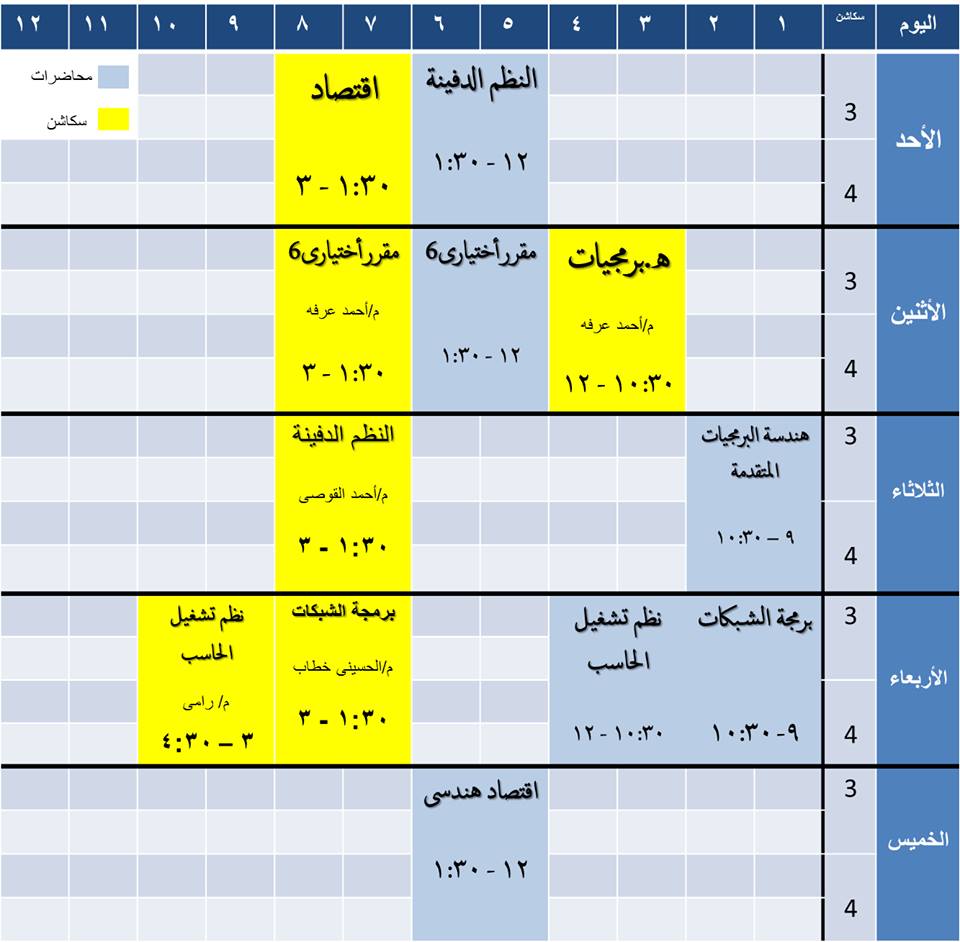 اليوم
سكاشن
١
٢
٣
٤
٥
٦
٧
٨
٩
١٠
١١
١٢
محاضرات
سكاشن
الأحد
3
4
النظم الدفينة
١٢ - ١:٣٠
اقتصاد
١:٣٠ - ٣
الأثنين
3
4
هـ.برمجيات
م/أحمد عرفه
١٠:٣٠ - ١٢
مقررأختيارى6
١٢ - ١:٣٠
مقررأختيارى6
م/أحمد عرفه
١:٣٠ - ٣
الثلاثاء
3
4
هندسة البرمجيات
المتقدمة
٩ – ١٠:٣٠
النظم الدفينة
م/أحمد القوصى
١:٣٠ - ٣
الأربعاء
3
4
برمجة الشبكات
٩-١٠:٣٠
نظم تشغيل
الحاسب
١٠:٣٠ - ١٢
برمجة الشبكات
م/الحسينى خطاب
١:٣٠ - ٣
نظم تشغيل
الحاسب
م/ رامى
٣ – ٤:٣٠
الخميس
3
4
اقتصاد هندسى
١٢ - ١:٣٠